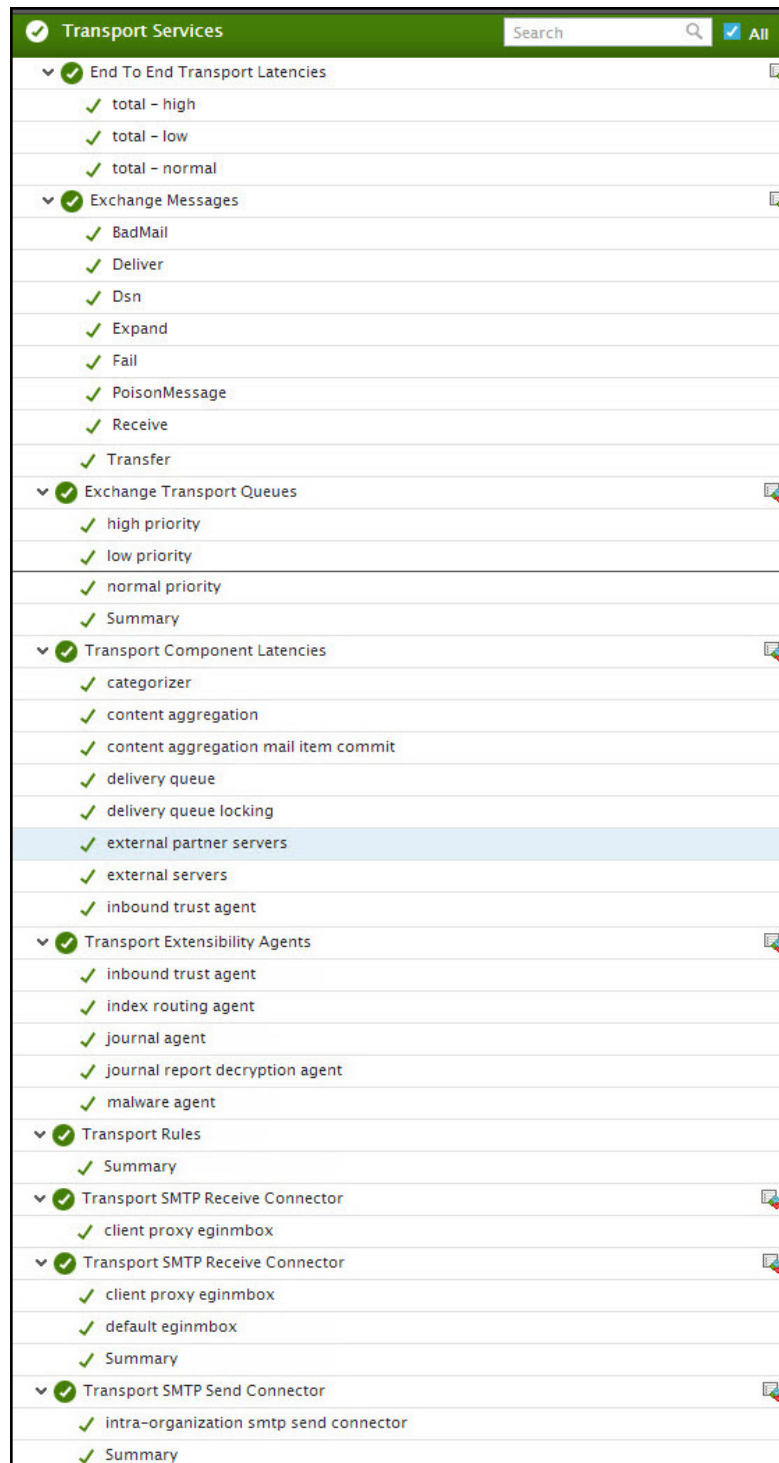 Transport Services Search All
End To End Transport Latencies
total - high
total - low
total - normal
Exchange Messages
BadMail
Deliver
Dsn
Expand
Fail
PoisonMessage
Receive
Transfer
Exchange Transport Queues
high priority
low priority
normal priority
Summary
Transport Component Latencies
categorizer
content aggregation
content aggregation mail item commit
delivery queue
delivery queue locking
external partner servers
external servers
inbound trust agent
Transport Extensibility Agents
inbound trust agent
index routing agent
journal agent
journal report decryption agent
malware agent
Transport Rules
Summary
Transport SMTP Receive Connector
client proxy eginmbox
Transport SMTP Receive Connector
client proxy eginmbox
default eginmbox
Summary
Transport SMTP Send Connector
intra-organization smtp send connector
Summary